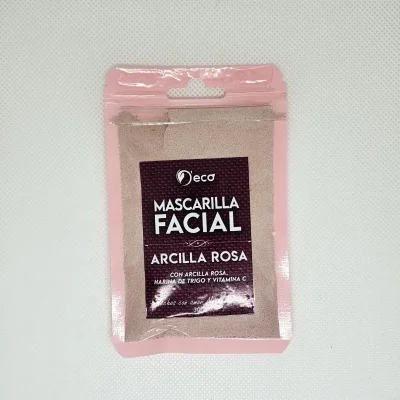 D'eco
MASCARILLA
FACIAL
ARCILLA ROSA
CON ARCILLA ROSA,
HARINA DE TRIGO Y VITAMINA C